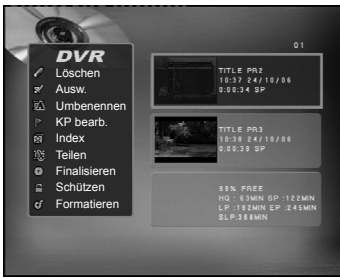 01
DVR
Löschen
Ausw.
Umbenennen
KP bearb.
Index
Teilen
Finalisieren
Schützen
Formatieren
TITLE PR2
10:37 24/10/06
0:00:34 SP
TITLE PR3
10:38 24/10/06
0:00:39 SP
99% FREE
HQ : 63MIN SP :122MIN
LP :182MIN EP :245MIN
SLP:368MIN